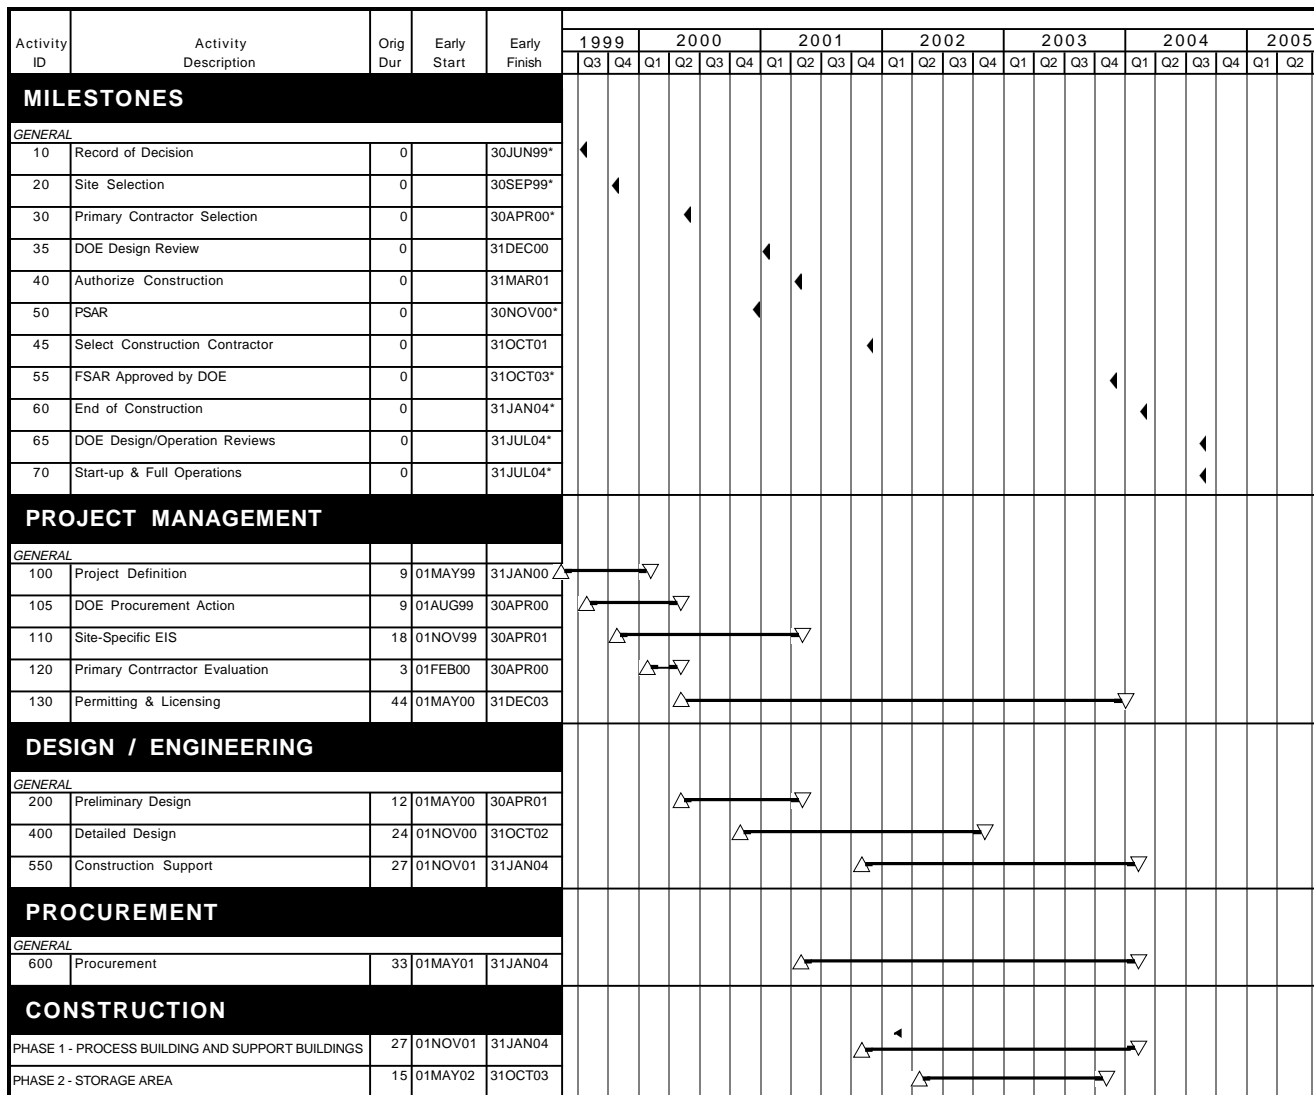 Activity Activity Orig Early Early 1999 2000 2001 2002 2003 2004 2005
ID Description Dur Start Finish Q3 Q4 Q1 Q2 Q3 Q4 Q1 Q2 Q3 Q4 Q1 Q2 Q3 Q4 Q1 Q2 Q3 Q4 Q1 Q2 Q3 Q4 Q1 Q2
MILESTONES
GENERAL
10 Record of Decision 0 30JUN99*
20 Site Selection 0 30SEP99*
30 Primary Contractor Selection 0 30APR00*
35 DOE Design Review 0 31DEC00
40 Authorize Construction 0 31MAR01
50 PSAR 0 30NOV00*
45 Select Construction Contractor 0 31OCT01
55 FSAR Approved by DOE 0 31OCT03*
60 End of Construction 0 31JAN04*
65 DOE Design/Operation Reviews 0 31JUL04*
70 Start-up & Full Operations 0 31JUL04*
PROJECT MANAGEMENT
GENERAL
100 Project Definition 9 01MAY99 31JAN00
105 DOE Procurement Action 9 01AUG99 30APR00
110 Site-Specific EIS 18 01NOV99 30APR01
120 Primary Contrractor Evaluation 3 01FEB00 30APR00
130 Permitting & Licensing 44 01MAY00 31DEC03
DESIGN / ENGINEERING
GENERAL
200 Preliminary Design 12 01MAY00 30APR01
400 Detailed Design 24 01NOV00 31OCT02
550 Construction Support 27 01NOV01 31JAN04
PROCUREMENT
GENERAL
600 Procurement 33 01MAY01 31JAN04
CONSTRUCTION
PHASE 1 - PROCESS BUILDING AND SUPPORT BUILDINGS 27 01NOV01 31JAN04
PHASE 2 - STORAGE AREA 15 01MAY02 31OCT03